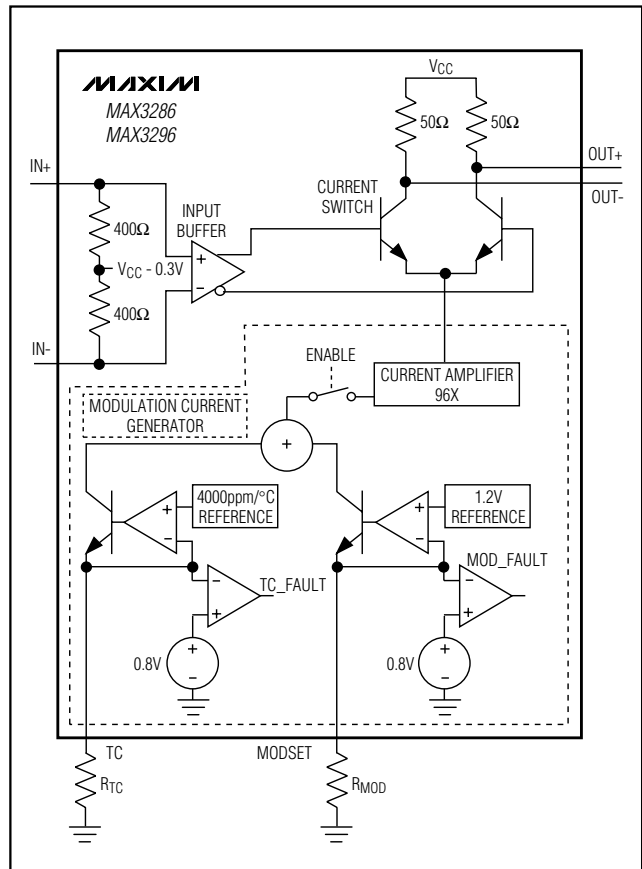 MAXIM
MAX3286
MAX3296
VCC
50Ω
50Ω
IN+
OUT+
OUT-
CURRENT
SWITCH
INPUT
BUFFER
400Ω
+
VCC - 0.3V
-
400Ω
IN-
ENABLE
CURRENT AMPLIFIER
96X
MODULATION CURRENT
GENERATOR
+
4000ppm/°C
REFERENCE
+
-
1.2V
REFERENCE
+
-
TC_FAULT
-
+
MOD_FAULT
-
+
0.8V
+
-
0.8V
+
-
TC
MODSET
RTC
RMOD